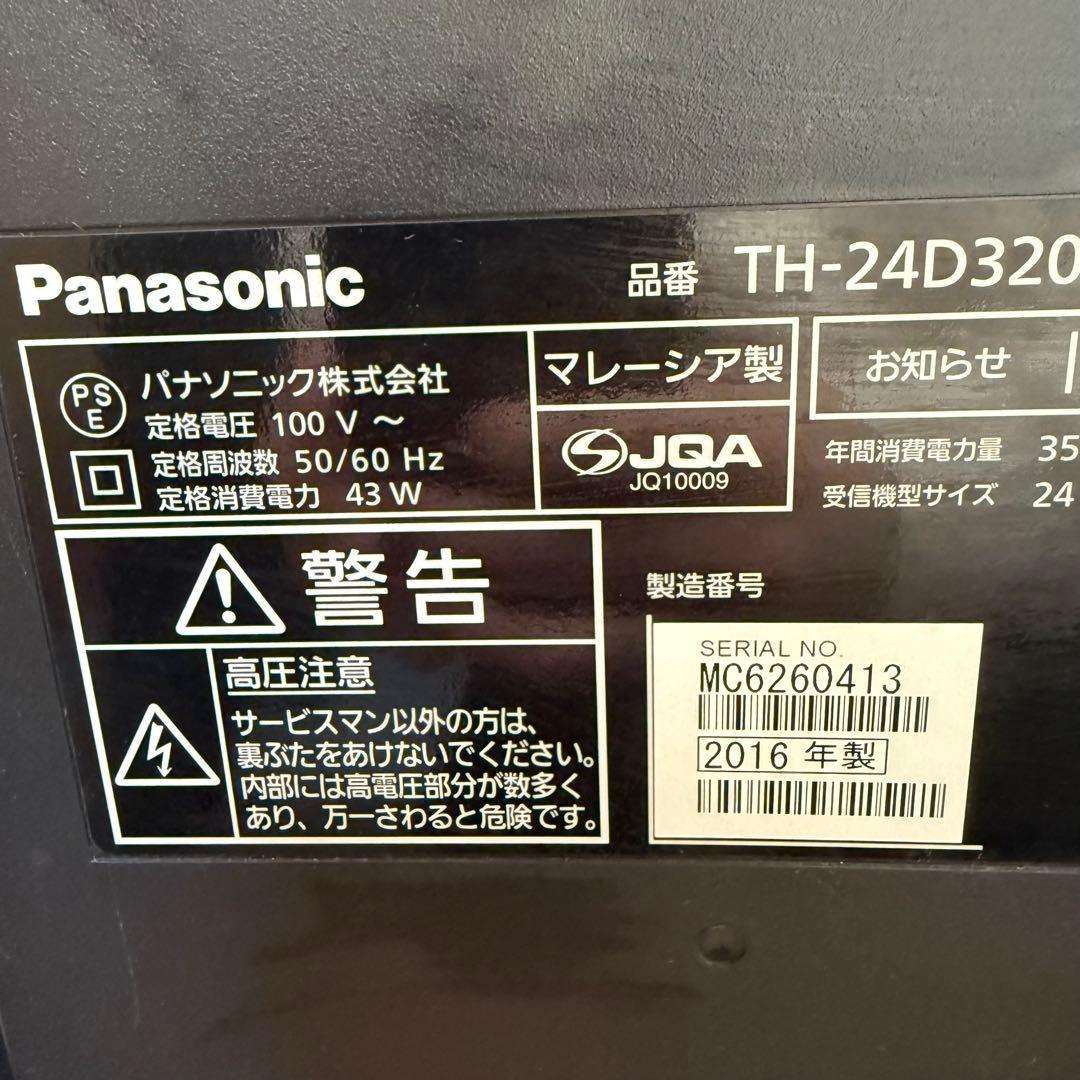 Panasonic
品番 TH-24D320
PS
E
パナソニック株式会社
定格電圧 100 V ～
定格周波数 50/60 Hz
定格消費電力 43 W
マレーシア製
JQA
JQ10009
お知らせ
年間消費電力量 35
受信機型サイズ 24
警告
高圧注意
サービスマン以外の方は、
裏ぶたをあけないでください。
内部には高電圧部分が数多く
あり、万一さわると危険です。
製造番号
SERIAL NO.
MC6260413
2016 年製